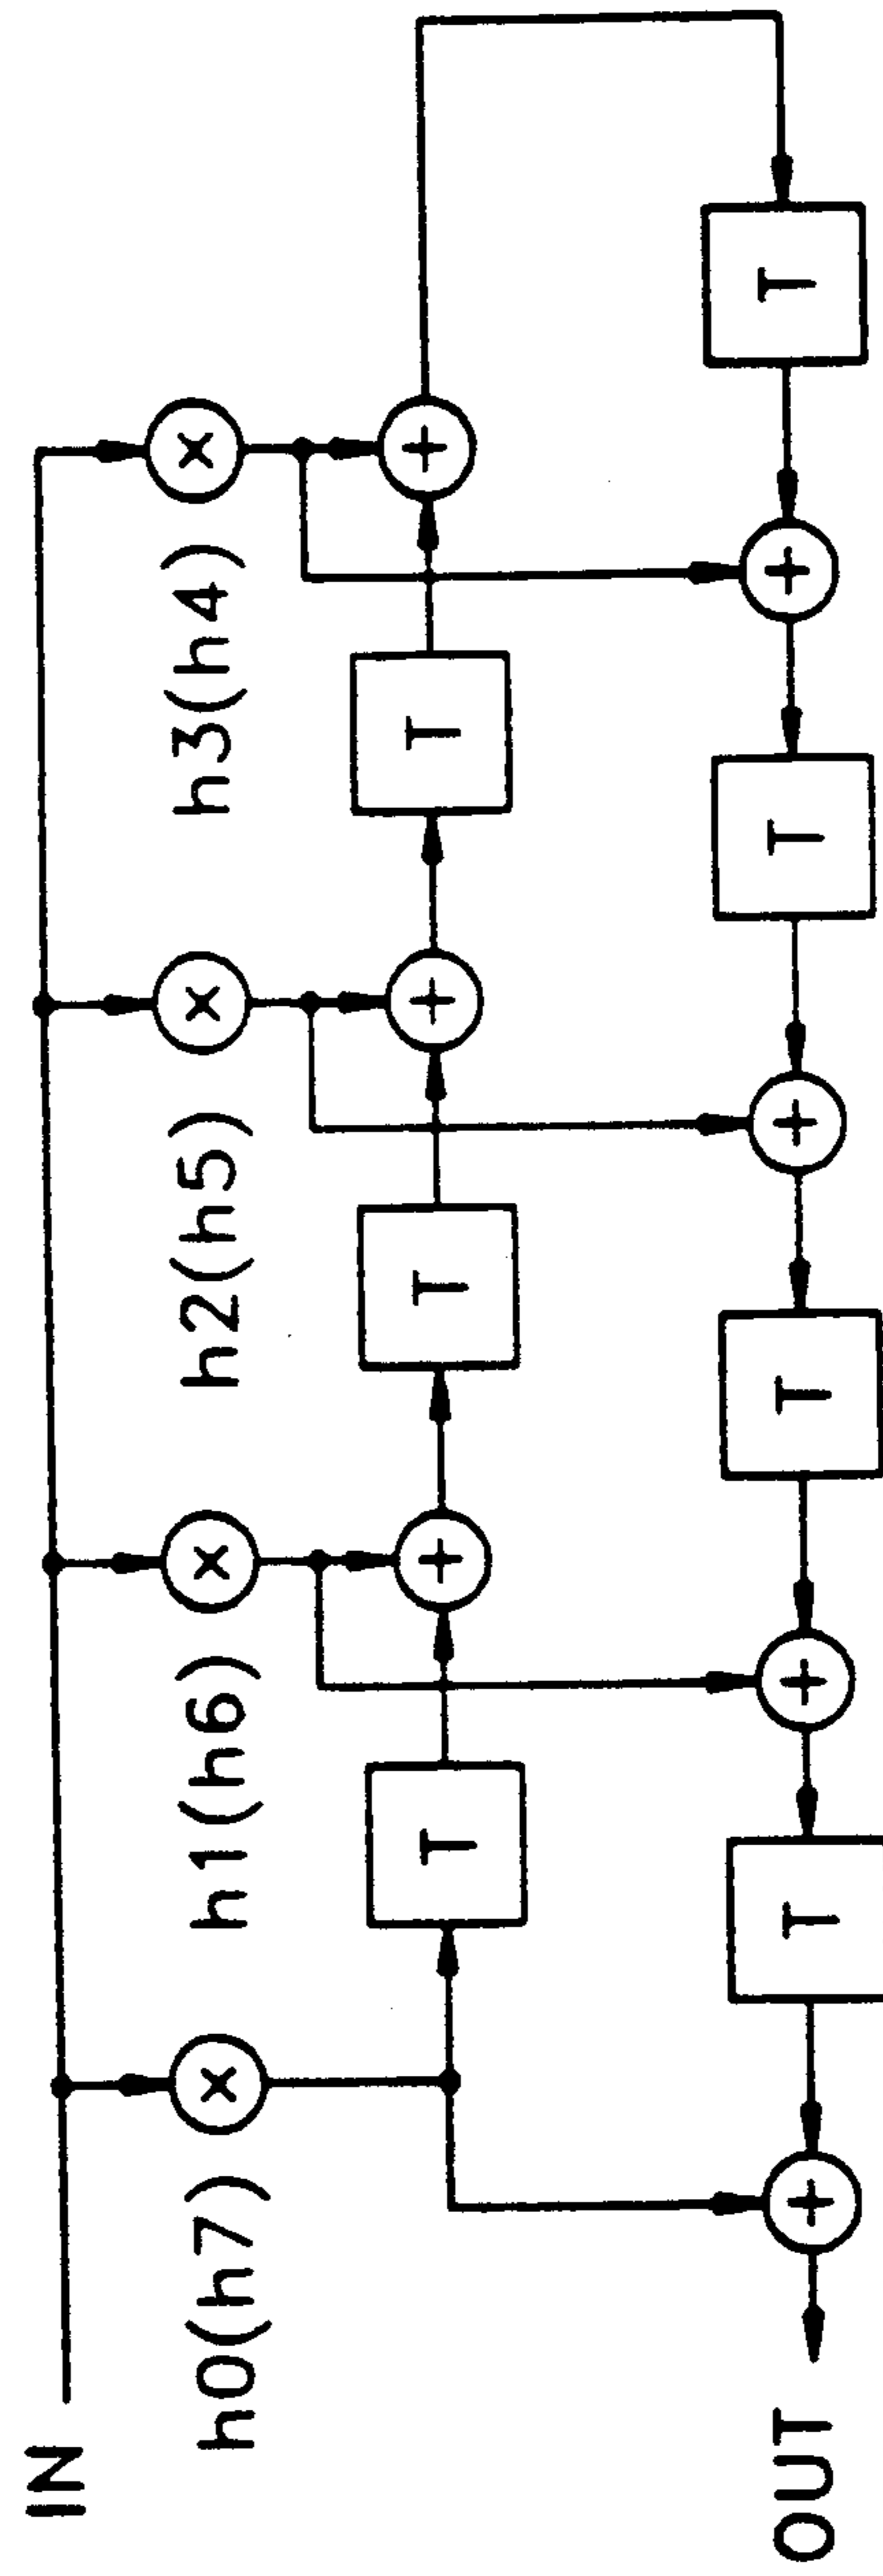 IN
h0(h7)
h1(h6)
h2(h5)
h3(h4)
×
×
×
×
T
+
T
+
T
+
OUT
+
T
+
T
+
T
+
T